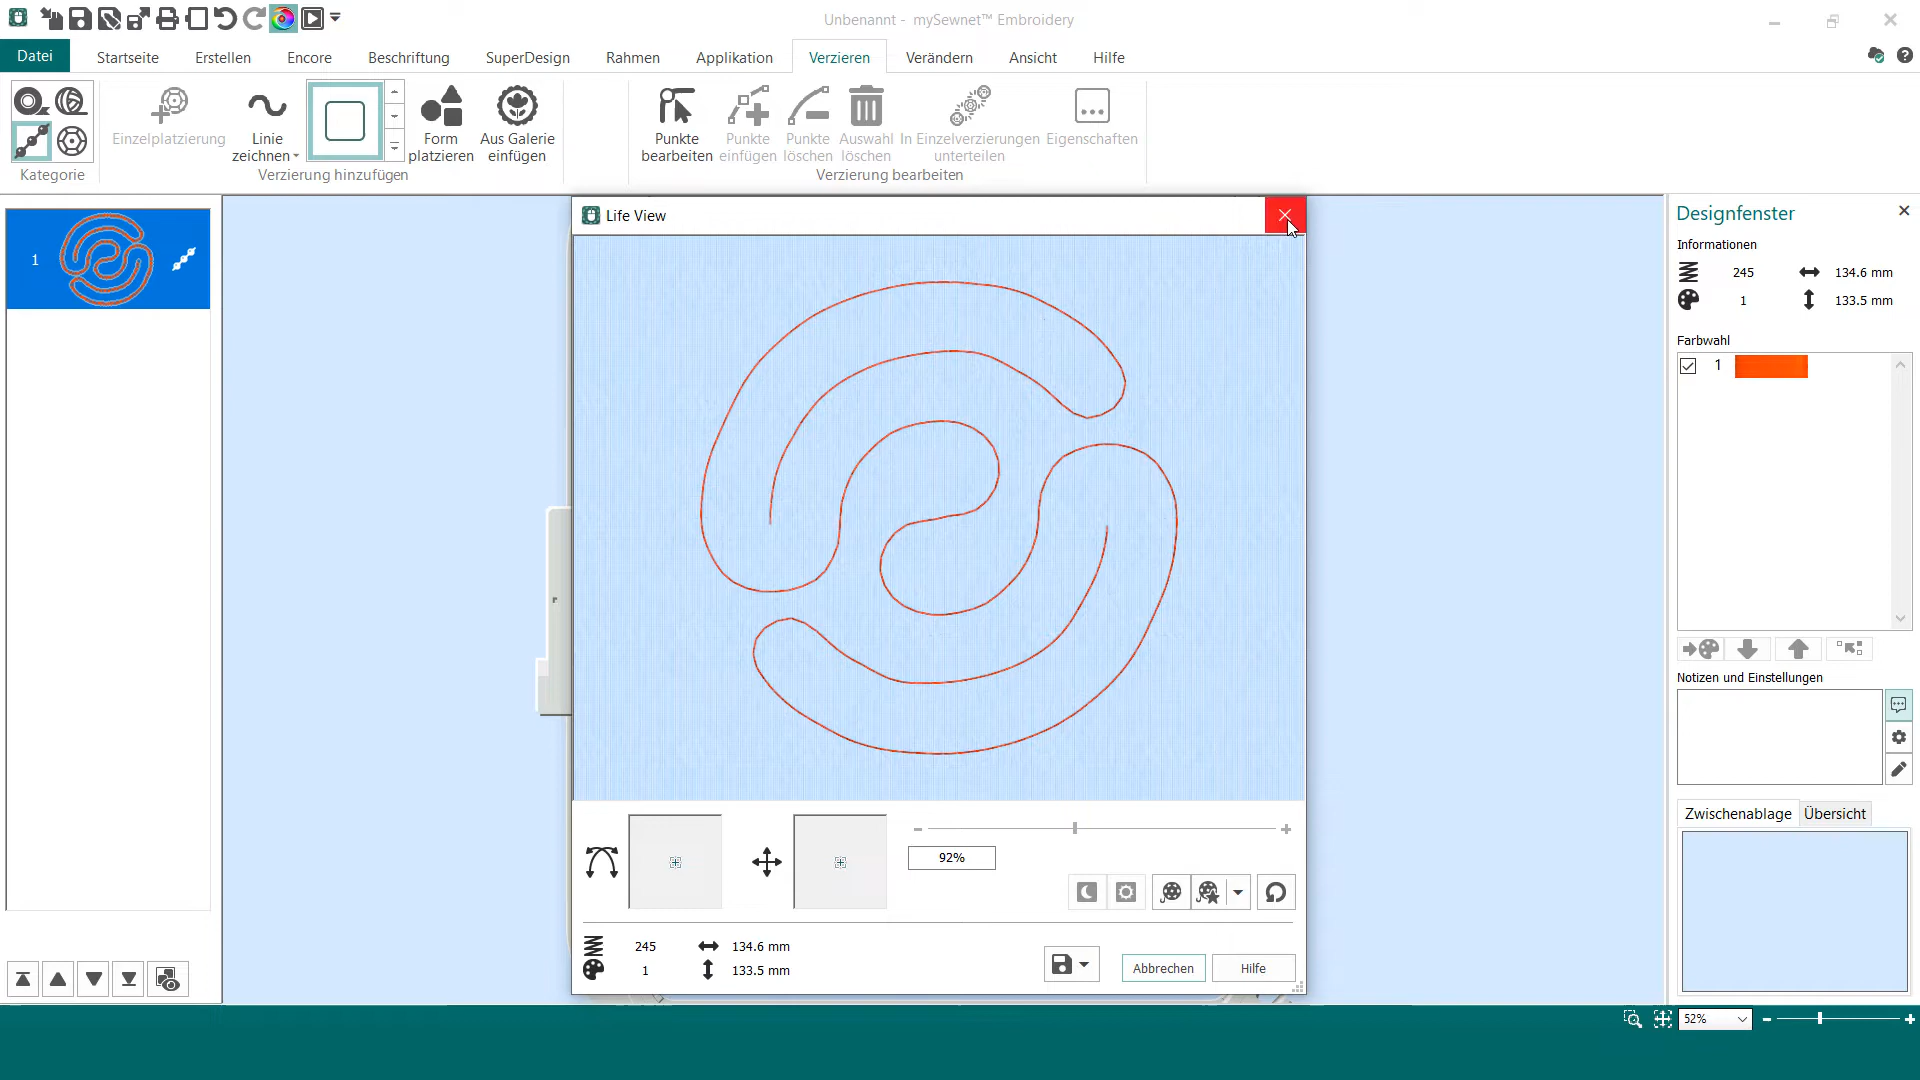 Unbenannt - mySewnet™ Embroidery
Datei
Startseite
Erstellen
Encore
Beschriftung
SuperDesign
Rahmen
Applikation
Verzieren
Verändern
Ansicht
Hilfe
Einzelplatzierung
Linie
zeichnen
Form
platzieren
Aus Galerie
einfügen
Punkte
bearbeiten
Punkte
einfügen
Punkte
löschen
Auswahl
löschen
In Einzelverzierungen
unterteilen
Eigenschaften
Kategorie
Verzierung hinzufügen
Verzierung bearbeiten
1
Life View
92%
245
134.6 mm
1
133.5 mm
Abbrechen
Hilfe
Designfenster
Informationen
245
134.6 mm
1
133.5 mm
Farbwahl
1
Notizen und Einstellungen
Zwischenablage
Übersicht
52%